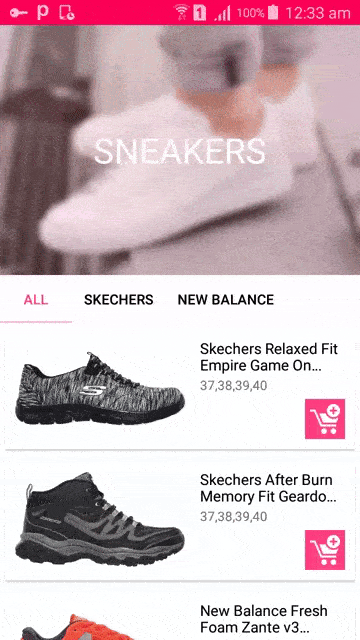 1 100% 12:33 am
SNEAKERS
ALL SKECHERS NEW BALANCE
Skechers Relaxed Fit
Empire Game On...
37,38,39,40
Skechers After Burn
Memory Fit Geardo...
37,38,39,40
New Balance Fresh
Foam Zante v3...